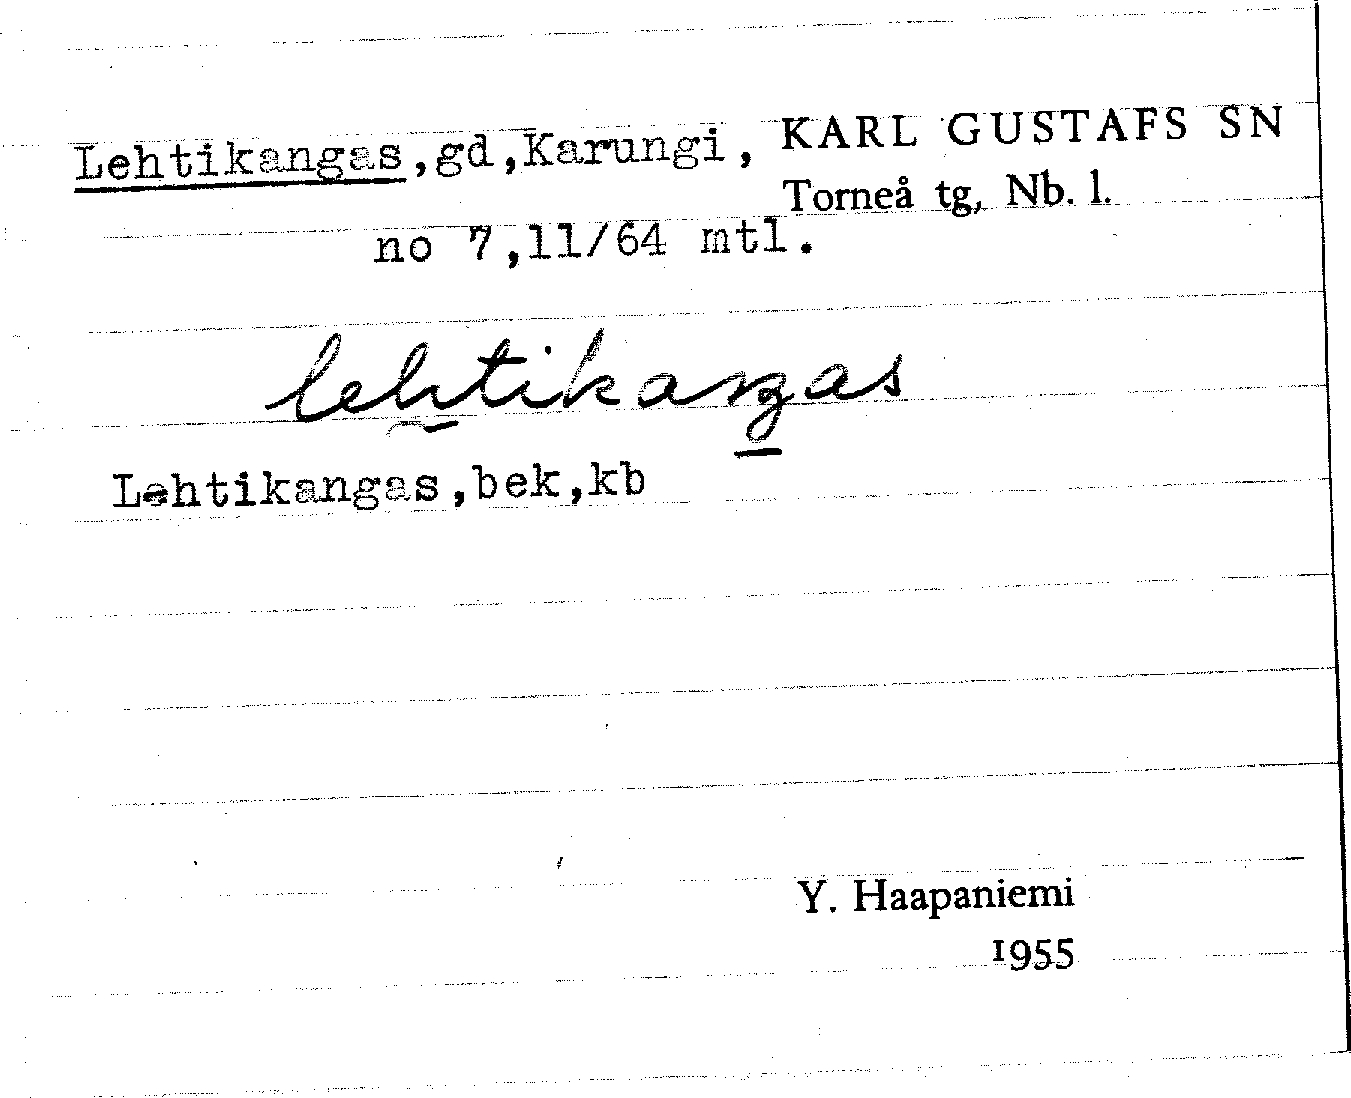 Lehtikangas,gd,Karungi, KARL GUSTAFS SN
Torneå tg, Nb. l.
no 7,11/64 mtl.
lehtikaŋgas
Lehtikangas,bek,kb
Y. Haapaniemi
1955